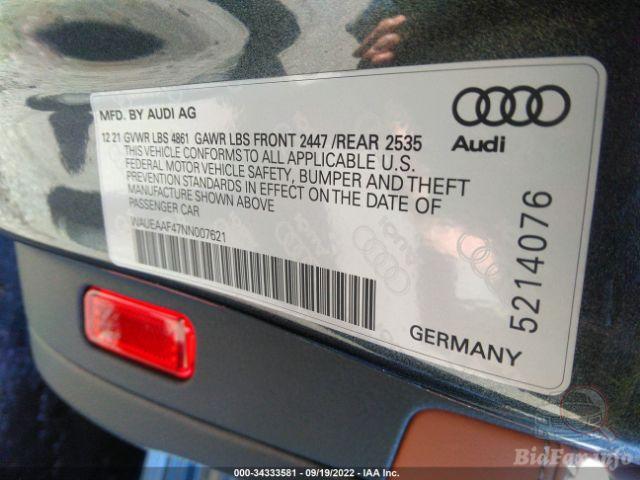 MFD. BY AUDI AG
12 21 GVWR LBS 4861 GAWR LBS FRONT 2447 /REAR 2535
THIS VEHICLE CONFORMS TO ALL APPLICABLE U.S.
FEDERAL MOTOR VEHICLE SAFETY, BUMPER AND THEFT
PREVENTION STANDARDS IN EFFECT ON THE DATE OF
MANUFACTURE SHOWN ABOVE
PASSENGER CAR
WAUEAAF47NN007621
Audi
5214076
GERMANY
BidFax.info
000-34333581 - 09/19/2022 - IAA Inc.